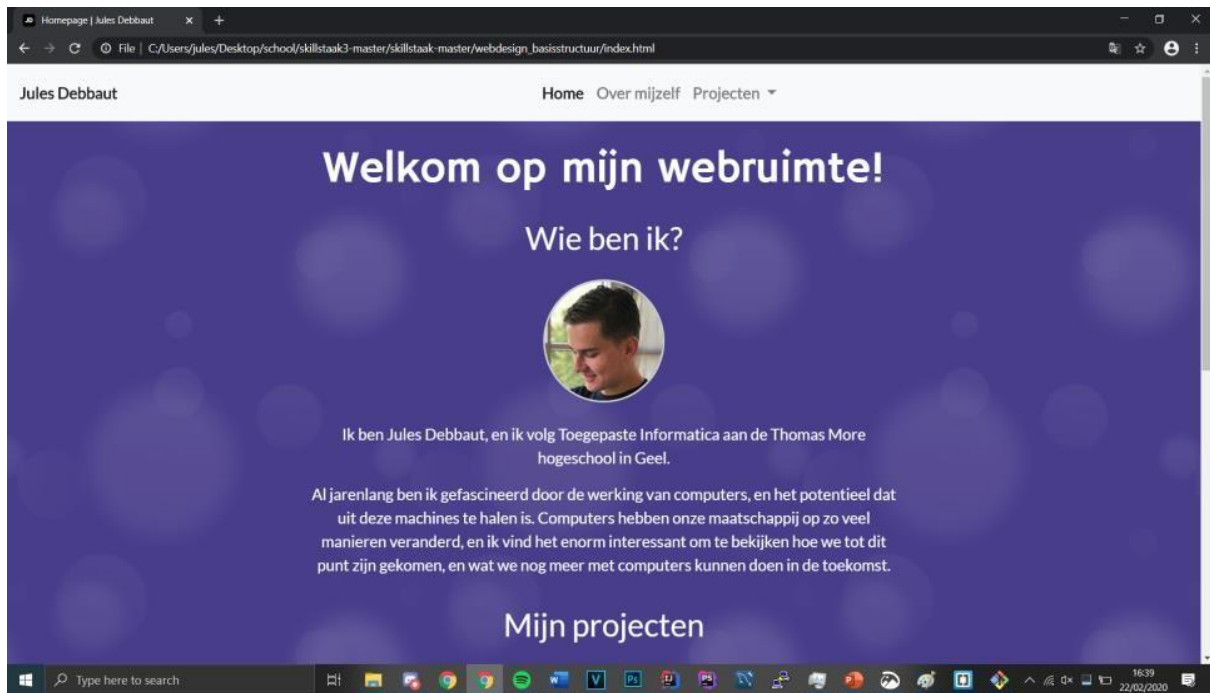 JD Homepage | Jules Debbaut
File | C:/Users/jules/Desktop/school/skillstaak3-master/skillstaak-master/webdesign_basisstructuur/index.html
Jules Debbaut Home Over mijzelf Projecten
Welkom op mijn webruimte!
Wie ben ik?
Ik ben Jules Debbaut, en ik volg Toegepaste Informatica aan de Thomas More
hogeschool in Geel.
Al jarenlang ben ik gefascineerd door de werking van computers, en het potentieel dat
uit deze machines te halen is. Computers hebben onze maatschappij op zo veel
manieren veranderd, en ik vind het enorm interessant om te bekijken hoe we tot dit
punt zijn gekomen, en wat we nog meer met computers kunnen doen in de toekomst.
Mijn projecten
Type here to search
16:39
22/02/2020